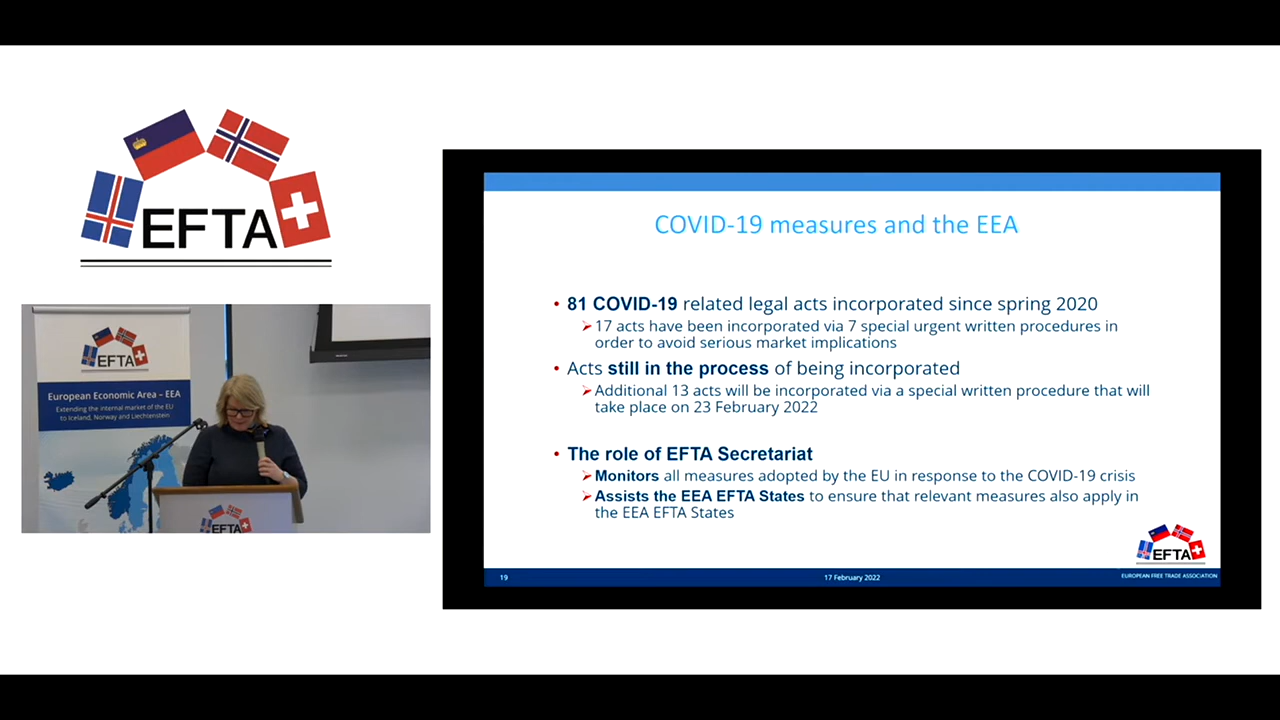 EFTA
EFTA
European Economic Area – EEA
Extending the internal market of the EU
to Iceland, Norway and Liechtenstein
EFTA
COVID-19 measures and the EEA
• 81 COVID-19 related legal acts incorporated since spring 2020
➢17 acts have been incorporated via 7 special urgent written procedures in
order to avoid serious market implications
• Acts still in the process of being incorporated
➢Additional 13 acts will be incorporated via a special written procedure that will
take place on 23 February 2022
• The role of EFTA Secretariat
➢Monitors all measures adopted by the EU in response to the COVID-19 crisis
➢Assists the EEA EFTA States to ensure that relevant measures also apply in
the EEA EFTA States
EFTA
19
17 February 2022
EUROPEAN FREE TRADE ASSOCIATION